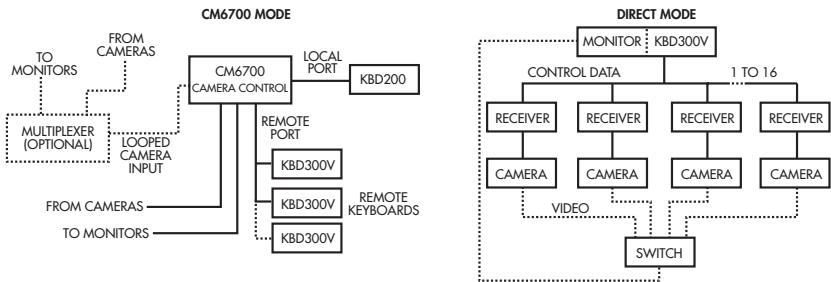 CM6700 MODE
FROM
CAMERAS
TO
MONITORS
MULTIPLEXER
(OPTIONAL)
LOOPED
CAMERA
INPUT
CM6700
CAMERA CONTROL
LOCAL
PORT
KBD200
REMOTE
PORT
KBD300V
KBD300V
KBD300V
REMOTE
KEYBOARDS
FROM CAMERAS
TO MONITORS
DIRECT MODE
MONITOR KBD300V
CONTROL DATA 1 TO 16
RECEIVER RECEIVER RECEIVER RECEIVER
CAMERA CAMERA CAMERA CAMERA
VIDEO
SWITCH